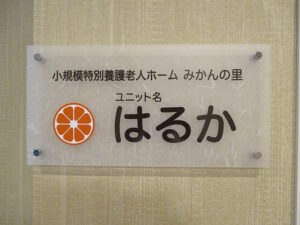 小規模特別養護老人ホーム みかんの里
ユニット名
はるか